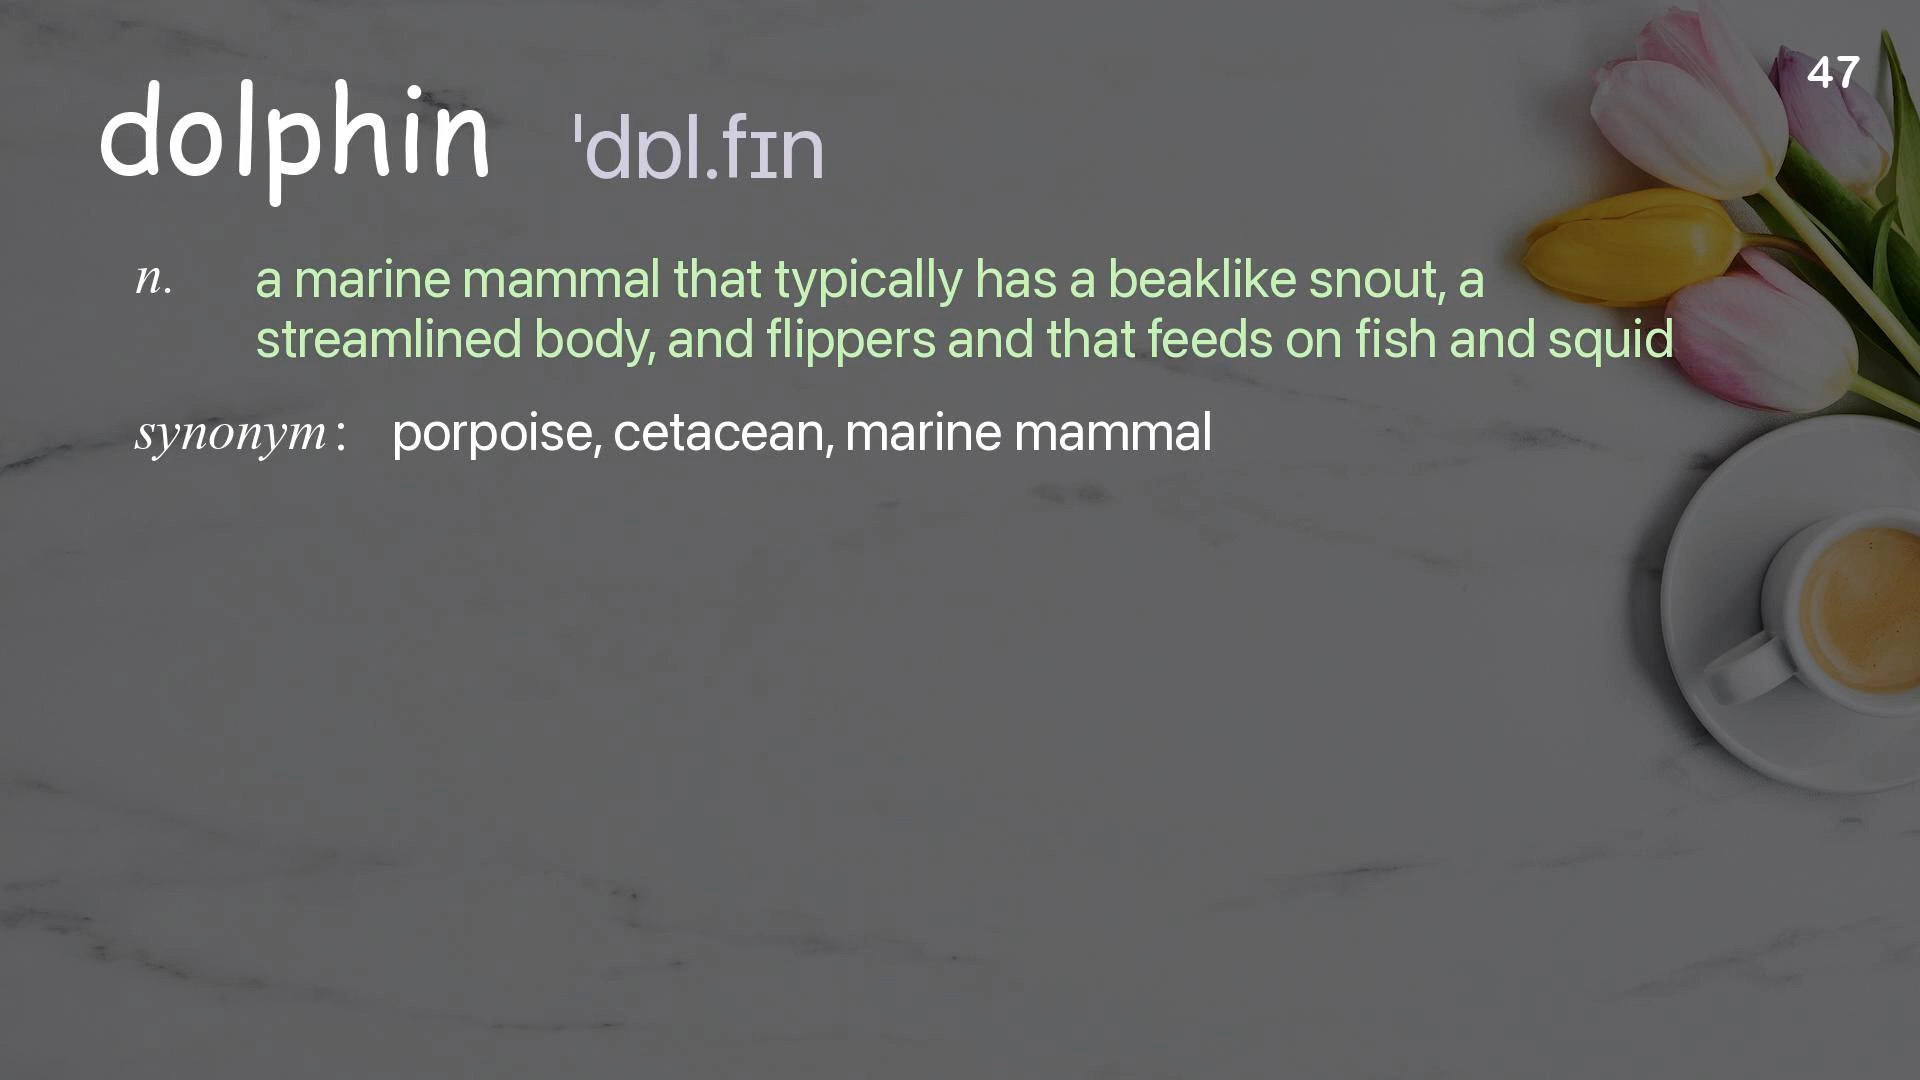 47
dolphin ˈdɒl.fɪn
n. a marine mammal that typically has a beaklike snout, a
streamlined body, and flippers and that feeds on fish and squid
synonym: porpoise, cetacean, marine mammal